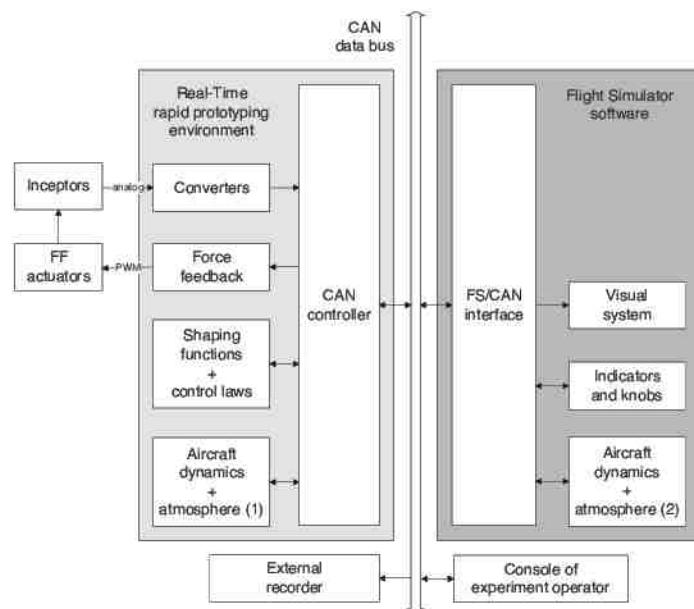 CAN
data bus
Real-Time
rapid prototyping
environment
Flight Simulator
software
Inceptors
analog
Converters
FF
actuators
PWM
Force
feedback
CAN
controller
FS/CAN
interface
Visual
system
Shaping
functions
+
control laws
Indicators
and knobs
Aircraft
dynamics
+
atmosphere (1)
Aircraft
dynamics
+
atmosphere (2)
External
recorder
Console of
experiment operator